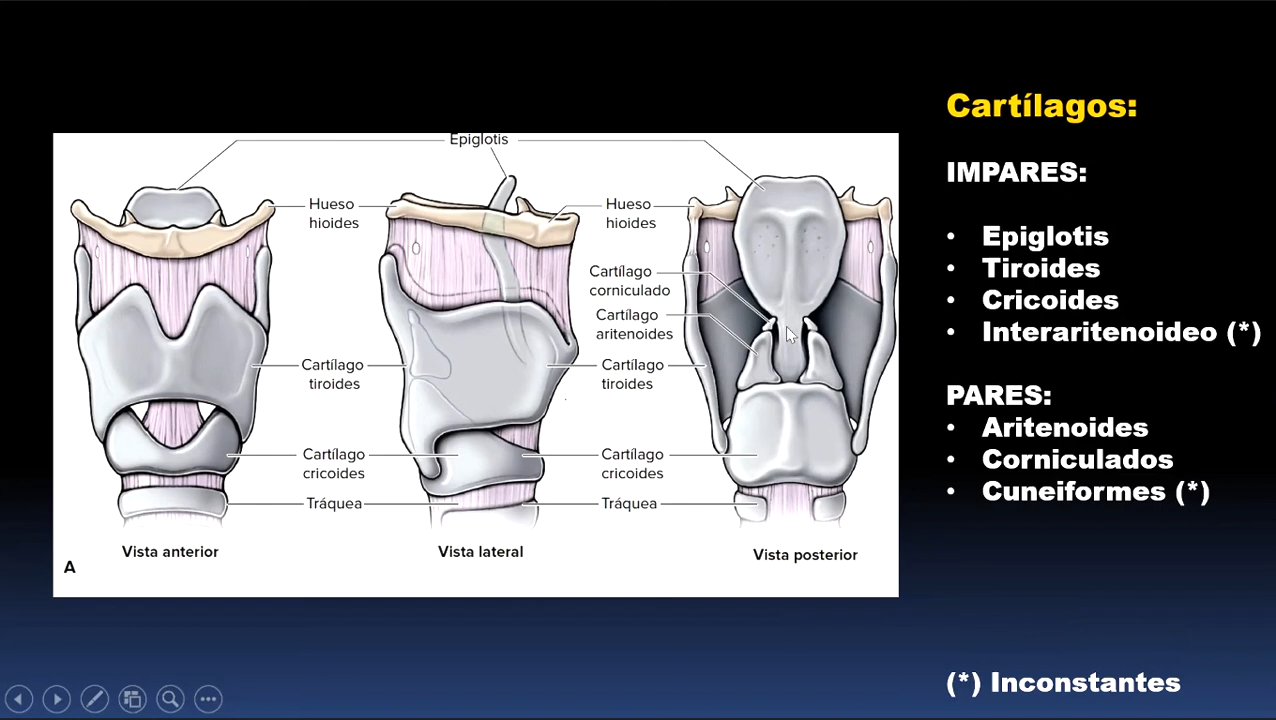 Epiglotis
Hueso
hioides
Hueso
hioides
Cartílago
corniculado
Cartílago
aritenoides
Cartílago
tiroides
Cartílago
tiroides
Cartílago
cricoides
Cartílago
cricoides
Tráquea
Tráquea
Vista anterior
Vista lateral
Vista posterior
A
Cartílagos:
IMPARES:
• Epiglotis
• Tiroides
• Cricoides
• Interaritenoideo (*)
PARES:
• Aritenoides
• Corniculados
• Cuneiformes (*)
(*) Inconstantes